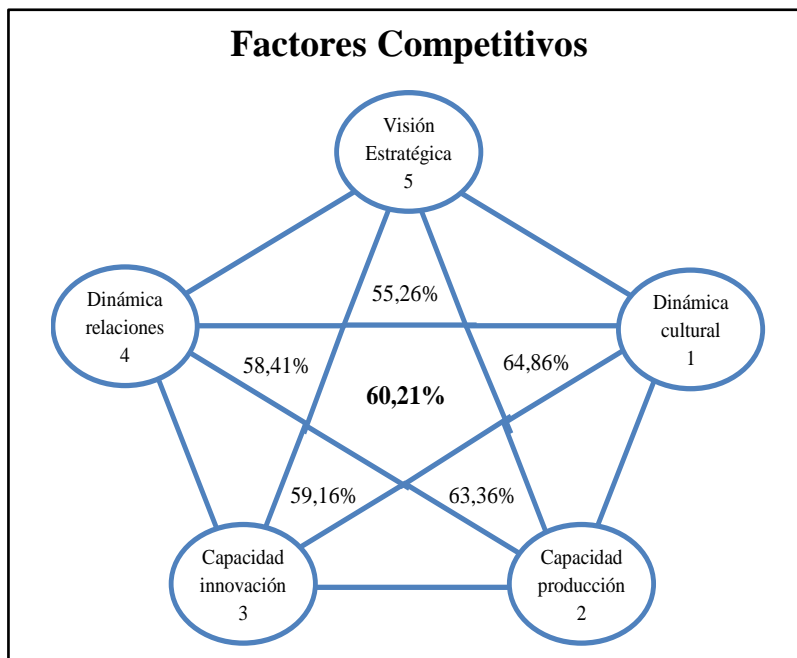 Factores Competitivos
Visión
Estratégica
5
55,26%
Dinámica
relaciones
4
58,41%
64,86%
Dinámica
cultural
1
60,21%
59,16%
63,36%
Capacidad
innovación
3
Capacidad
producción
2